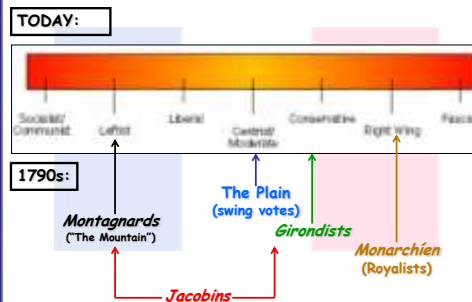 TODAY:
Socialist/
Communist
Leftist
Liberal
Centrist/
Moderate
Conservative
Right Wing
Fasc
1790s:
The Plain
(swing votes)
Montagnards
("The Mountain")
Girondists
Monarchíen
(Royalists)
Jacobins